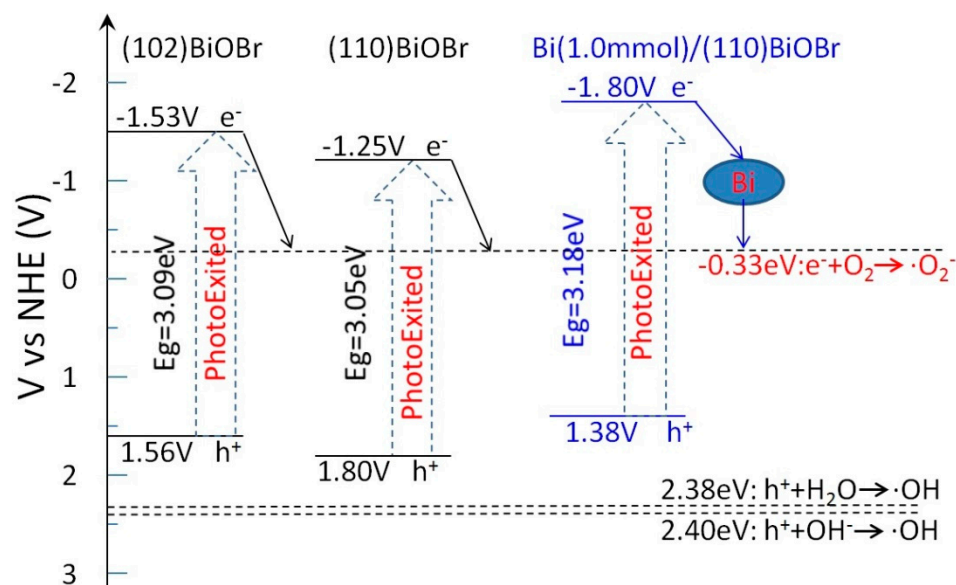 (102)BiOBr
(110)BiOBr
Bi(1.0mmol)/(110)BiOBr
V vs NHE (V)
-2
-1
0
1
2
3
-1.53V e⁻
Eg=3.09eV
PhotoExited
1.56V h⁺
-1.25V e⁻
Eg=3.05eV
PhotoExited
1.80V h⁺
-1. 80V e⁻
Eg=3.18eV
PhotoExited
1.38V h⁺
Bi
-0.33eV:e⁻+O₂→·O₂⁻
2.38eV: h⁺+H₂O→·OH
2.40eV: h⁺+OH⁻→·OH